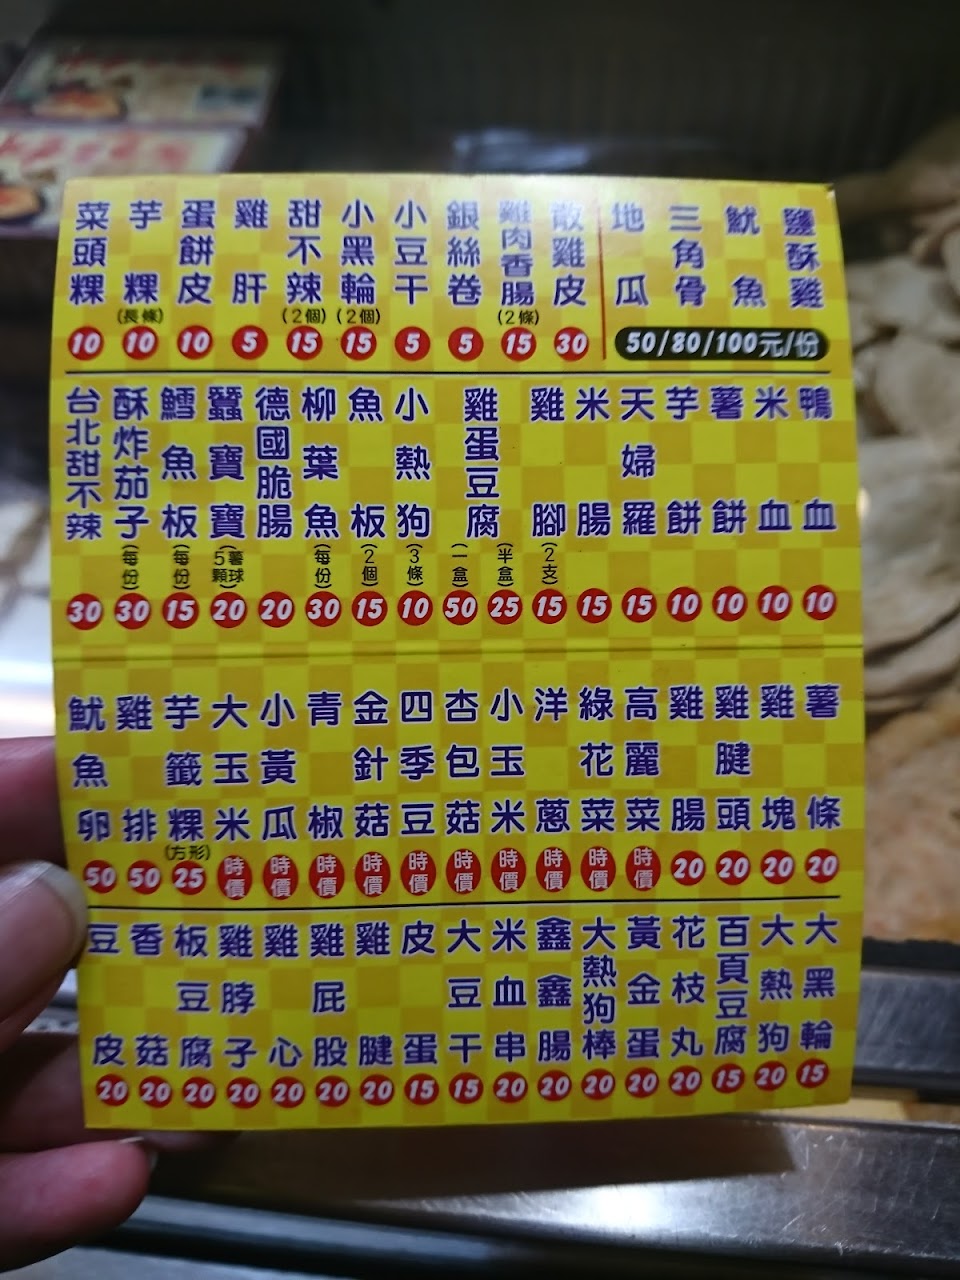 鹽酥雞
魷魚
三角骨
地瓜
50/80/100元/份
散雞皮 30
雞肉香腸 (2條) 15
銀絲卷 5
小豆干 5
小黑輪 (2個) 15
甜不辣 (2個) 15
雞肝 5
蛋餅皮 10
芋粿 (長條) 10
菜頭粿 10
鴨血 10
米血 10
薯餅 10
芋餅 10
天婦羅 15
米腸 15
雞腳 (2支) 15
雞蛋豆腐 (半盒) 25 (一盒) 50
小熱狗 (3條) 10
魚板 (2個) 15
柳葉魚 (每份) 30
德國脆腸 20
蠶寶寶 (薯球5顆) 20
鱈魚板 (每份) 15
酥炸茄子 (每份) 30
台北甜不辣 30
薯條 20
雞塊 20
雞腱頭 20
雞腸 20
高麗菜 時價
綠花菜 時價
洋蔥 時價
小玉米 時價
杏包菇 時價
四季豆 時價
金針菇 時價
青椒 時價
小黃瓜 時價
大玉米 時價
芋籤粿 (方形) 25
雞排 50
魷魚卵 50
大黑輪 15
大熱狗 20
百頁豆腐 15
花枝丸 20
黃金蛋 20
大熱狗棒 20
鑫鑫腸 20
米血串 20
大豆干 15
皮蛋 15
雞腱 20
雞屁股 20
雞心 20
雞脖子 20
板豆腐 20
香菇 20
豆皮 20